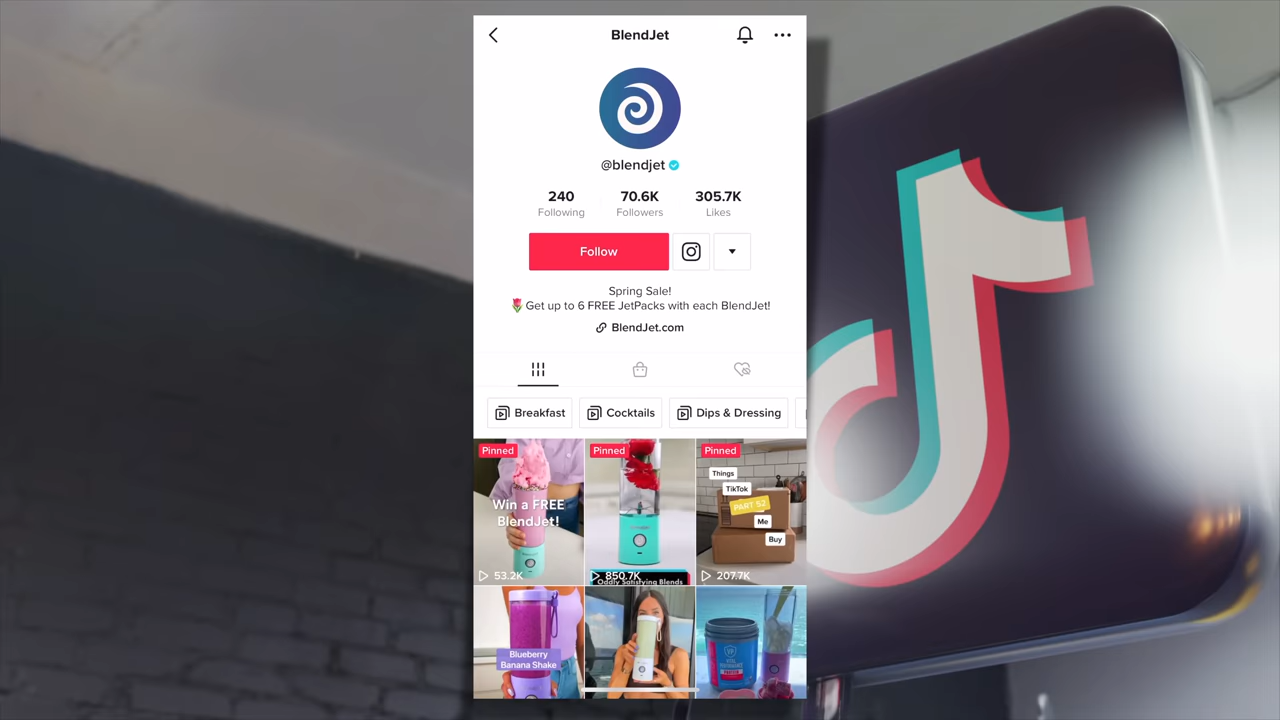 BlendJet
@blendjet
240 70.6K 305.7K
Following Followers Likes
Follow
Spring Sale!
🌷Get up to 6 FREE JetPacks with each BlendJet!
BlendJet.com
Breakfast Cocktails Dips & Dressing
Pinned
Win a FREE
BlendJet!
53.2K
Pinned
850.7K
Oddly Satisfying Blends
Pinned
Things
TikTok
PART 52
Me
Buy
207.7K
Blueberry
Banana Shake
VITAL